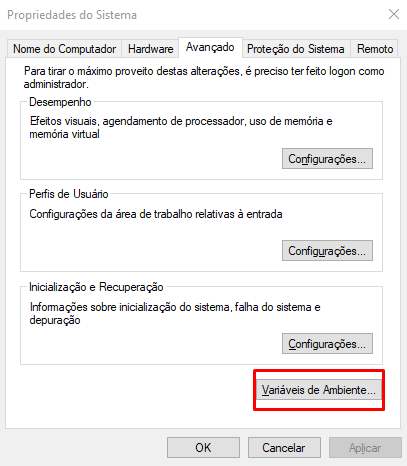 Propriedades do Sistema
Nome do Computador Hardware Avançado Proteção do Sistema Remoto
Para tirar o máximo proveito destas alterações, é preciso ter feito logon como
administrador.
Desempenho
Efeitos visuais, agendamento de processador, uso de memória e
memória virtual
Configurações...
Perfis de Usuário
Configurações da área de trabalho relativas à entrada
Configurações...
Inicialização e Recuperação
Informações sobre inicialização do sistema, falha do sistema e
depuração
Configurações...
Variáveis de Ambiente...
OK Cancelar Aplicar